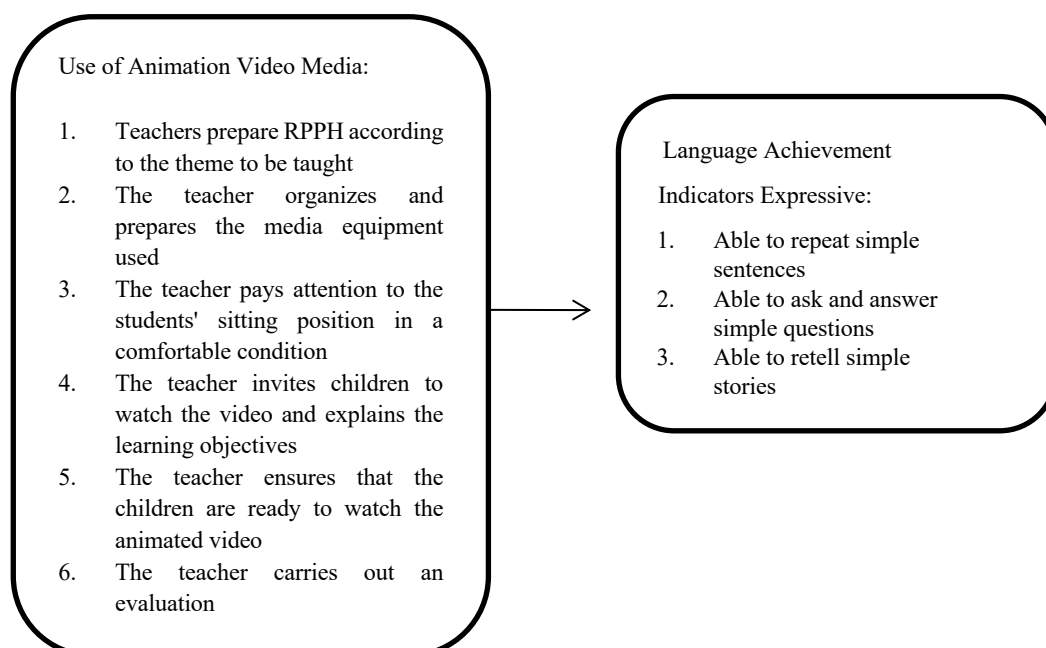 Use of Animation Video Media:
1. Teachers prepare RPPH according
to the theme to be taught
2. The teacher organizes and
prepares the media equipment
used
3. The teacher pays attention to the
students' sitting position in a
comfortable condition
4. The teacher invites children to
watch the video and explains the
learning objectives
5. The teacher ensures that the
children are ready to watch the
animated video
6. The teacher carries out an
evaluation
Language Achievement
Indicators Expressive:
1. Able to repeat simple
sentences
2. Able to ask and answer
simple questions
3. Able to retell simple
stories